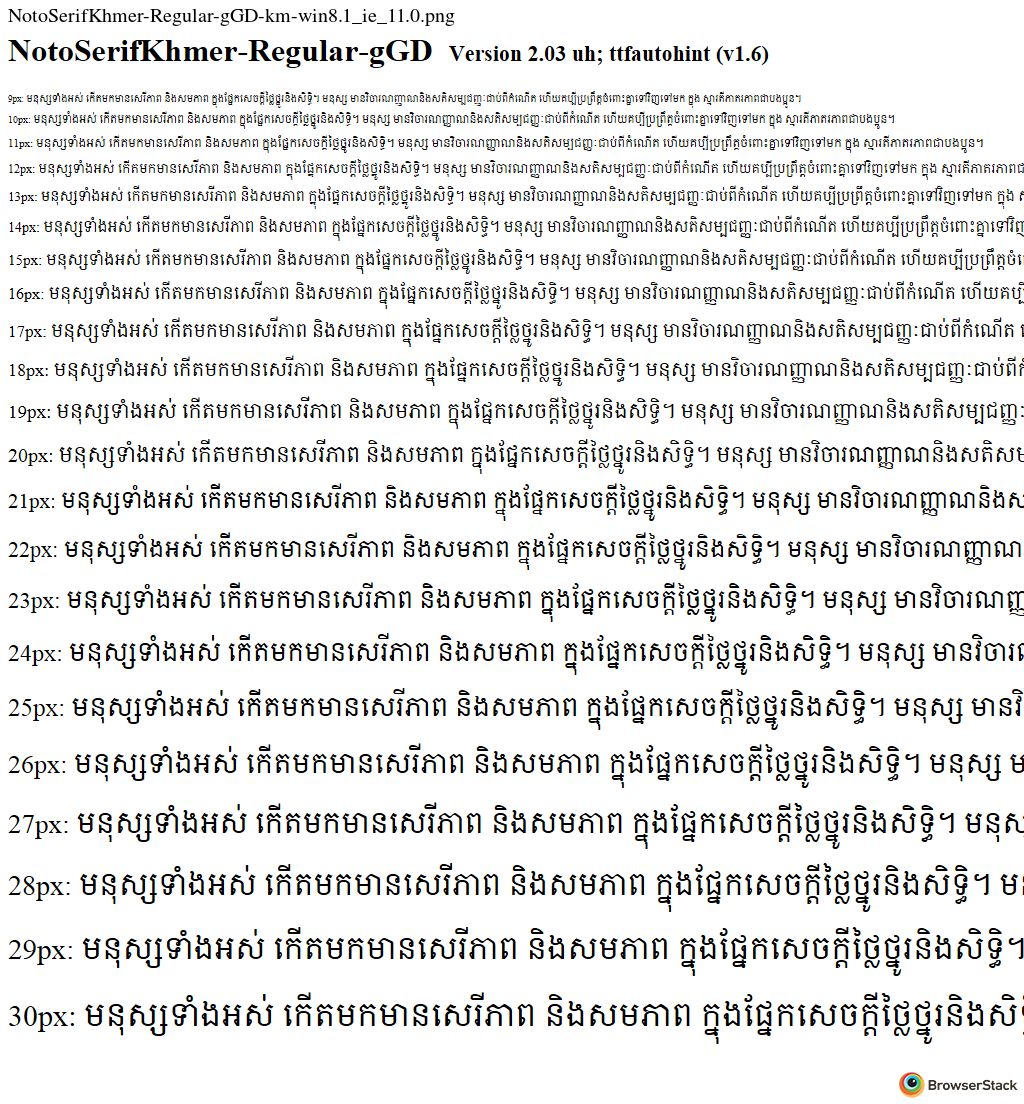 NotoSerifKhmer-Regular-gGD-km-win8.1_ie_11.0.png
NotoSerifKhmer-Regular-gGD Version 2.03 uh; ttfautohint (v1.6)
9px: មនុស្សទាំងអស់ កើតមកមានសេរីភាព និងសមភាព ក្នុងផ្នែកសេចក្ដីថ្លៃថ្នូរនិងសិទ្ធិ។ មនុស្ស មានវិចារណញ្ញាណនិងសតិសម្បជញ្ញៈជាប់ពីកំណើត ហើយគប្បីប្រព្រឹត្តចំពោះគ្នាទៅវិញទៅមក ក្នុង ស្មារតីភាតរភាពជាបងប្អូន។
10px: មនុស្សទាំងអស់ កើតមកមានសេរីភាព និងសមភាព ក្នុងផ្នែកសេចក្ដីថ្លៃថ្នូរនិងសិទ្ធិ។ មនុស្ស មានវិចារណញ្ញាណនិងសតិសម្បជញ្ញៈជាប់ពីកំណើត ហើយគប្បីប្រព្រឹត្តចំពោះគ្នាទៅវិញទៅមក ក្នុង ស្មារតីភាតរភាពជាបងប្អូន។
11px: មនុស្សទាំងអស់ កើតមកមានសេរីភាព និងសមភាព ក្នុងផ្នែកសេចក្ដីថ្លៃថ្នូរនិងសិទ្ធិ។ មនុស្ស មានវិចារណញ្ញាណនិងសតិសម្បជញ្ញៈជាប់ពីកំណើត ហើយគប្បីប្រព្រឹត្តចំពោះគ្នាទៅវិញទៅមក ក្នុង ស្មារតីភាតរភាពជាបងប្អូន។
12px: មនុស្សទាំងអស់ កើតមកមានសេរីភាព និងសមភាព ក្នុងផ្នែកសេចក្ដីថ្លៃថ្នូរនិងសិទ្ធិ។ មនុស្ស មានវិចារណញ្ញាណនិងសតិសម្បជញ្ញៈជាប់ពីកំណើត ហើយគប្បីប្រព្រឹត្តចំពោះគ្នាទៅវិញទៅមក ក្នុង ស្មារតីភាតរភាពជ
13px: មនុស្សទាំងអស់ កើតមកមានសេរីភាព និងសមភាព ក្នុងផ្នែកសេចក្ដីថ្លៃថ្នូរនិងសិទ្ធិ។ មនុស្ស មានវិចារណញ្ញាណនិងសតិសម្បជញ្ញៈជាប់ពីកំណើត ហើយគប្បីប្រព្រឹត្តចំពោះគ្នាទៅវិញទៅមក ក្នុង
14px: មនុស្សទាំងអស់ កើតមកមានសេរីភាព និងសមភាព ក្នុងផ្នែកសេចក្ដីថ្លៃថ្នូរនិងសិទ្ធិ។ មនុស្ស មានវិចារណញ្ញាណនិងសតិសម្បជញ្ញៈជាប់ពីកំណើត ហើយគប្បីប្រព្រឹត្តចំពោះគ្នាទៅវិញ
15px: មនុស្សទាំងអស់ កើតមកមានសេរីភាព និងសមភាព ក្នុងផ្នែកសេចក្ដីថ្លៃថ្នូរនិងសិទ្ធិ។ មនុស្ស មានវិចារណញ្ញាណនិងសតិសម្បជញ្ញៈជាប់ពីកំណើត ហើយគប្បីប្រព្រឹត្តចំពោះ
16px: មនុស្សទាំងអស់ កើតមកមានសេរីភាព និងសមភាព ក្នុងផ្នែកសេចក្ដីថ្លៃថ្នូរនិងសិទ្ធិ។ មនុស្ស មានវិចារណញ្ញាណនិងសតិសម្បជញ្ញៈជាប់ពីកំណើត ហើយគប្បី
17px: មនុស្សទាំងអស់ កើតមកមានសេរីភាព និងសមភាព ក្នុងផ្នែកសេចក្ដីថ្លៃថ្នូរនិងសិទ្ធិ។ មនុស្ស មានវិចារណញ្ញាណនិងសតិសម្បជញ្ញៈជាប់ពីកំណើត
18px: មនុស្សទាំងអស់ កើតមកមានសេរីភាព និងសមភាព ក្នុងផ្នែកសេចក្ដីថ្លៃថ្នូរនិងសិទ្ធិ។ មនុស្ស មានវិចារណញ្ញាណនិងសតិសម្បជញ្ញៈជាប់ពីកំ
19px: មនុស្សទាំងអស់ កើតមកមានសេរីភាព និងសមភាព ក្នុងផ្នែកសេចក្ដីថ្លៃថ្នូរនិងសិទ្ធិ។ មនុស្ស មានវិចារណញ្ញាណនិងសតិសម្បជញ្ញៈ
20px: មនុស្សទាំងអស់ កើតមកមានសេរីភាព និងសមភាព ក្នុងផ្នែកសេចក្ដីថ្លៃថ្នូរនិងសិទ្ធិ។ មនុស្ស មានវិចារណញ្ញាណនិងសតិសម
21px: មនុស្សទាំងអស់ កើតមកមានសេរីភាព និងសមភាព ក្នុងផ្នែកសេចក្ដីថ្លៃថ្នូរនិងសិទ្ធិ។ មនុស្ស មានវិចារណញ្ញាណនិងស
22px: មនុស្សទាំងអស់ កើតមកមានសេរីភាព និងសមភាព ក្នុងផ្នែកសេចក្ដីថ្លៃថ្នូរនិងសិទ្ធិ។ មនុស្ស មានវិចារណញ្ញាណ
23px: មនុស្សទាំងអស់ កើតមកមានសេរីភាព និងសមភាព ក្នុងផ្នែកសេចក្ដីថ្លៃថ្នូរនិងសិទ្ធិ។ មនុស្ស មានវិចារណញ្ញ
24px: មនុស្សទាំងអស់ កើតមកមានសេរីភាព និងសមភាព ក្នុងផ្នែកសេចក្ដីថ្លៃថ្នូរនិងសិទ្ធិ។ មនុស្ស មានវិចារ
25px: មនុស្សទាំងអស់ កើតមកមានសេរីភាព និងសមភាព ក្នុងផ្នែកសេចក្ដីថ្លៃថ្នូរនិងសិទ្ធិ។ មនុស្ស មានវិ
26px: មនុស្សទាំងអស់ កើតមកមានសេរីភាព និងសមភាព ក្នុងផ្នែកសេចក្ដីថ្លៃថ្នូរនិងសិទ្ធិ។ មនុស្ស ម
27px: មនុស្សទាំងអស់ កើតមកមានសេរីភាព និងសមភាព ក្នុងផ្នែកសេចក្ដីថ្លៃថ្នូរនិងសិទ្ធិ។ មនុស
28px: មនុស្សទាំងអស់ កើតមកមានសេរីភាព និងសមភាព ក្នុងផ្នែកសេចក្ដីថ្លៃថ្នូរនិងសិទ្ធិ។ មន
29px: មនុស្សទាំងអស់ កើតមកមានសេរីភាព និងសមភាព ក្នុងផ្នែកសេចក្ដីថ្លៃថ្នូរនិងសិទ្ធិ។
30px: មនុស្សទាំងអស់ កើតមកមានសេរីភាព និងសមភាព ក្នុងផ្នែកសេចក្ដីថ្លៃថ្នូរនិងសិ
BrowserStack